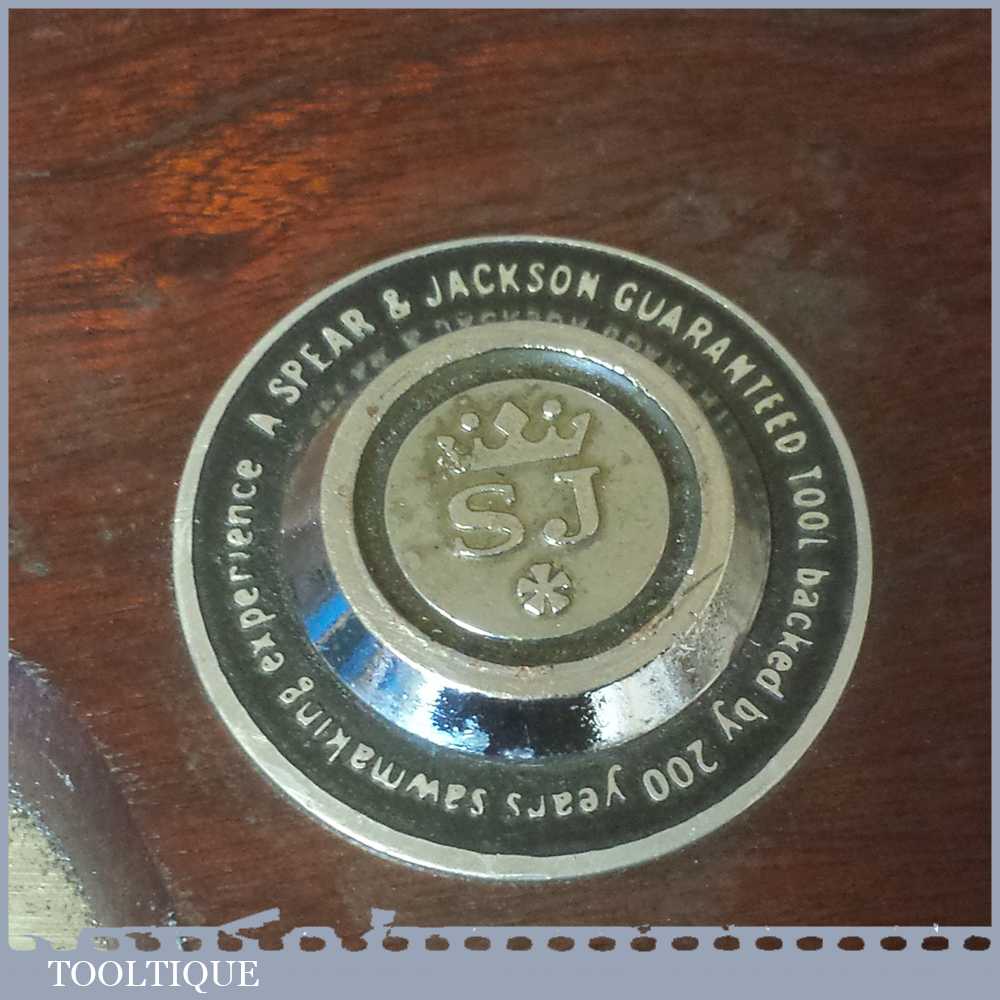 A SPEAR & JACKSON GUARANTEED TOOL backed by 200 years sawmaking experience
SJ
TOOLTIQUE